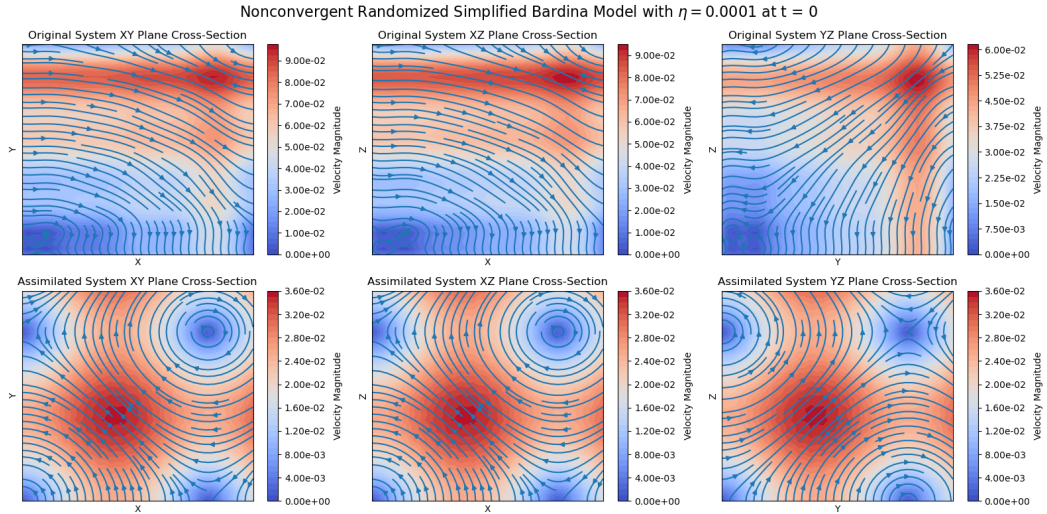 Nonconvergent Randomized Simplified Bardina Model with η = 0.0001 at t = 0
Original System XY Plane Cross-Section
Y
X
9.00e-02
8.00e-02
7.00e-02
6.00e-02
5.00e-02
4.00e-02
3.00e-02
2.00e-02
1.00e-02
0.00e+00
Velocity Magnitude
Original System XZ Plane Cross-Section
Z
X
9.00e-02
8.00e-02
7.00e-02
6.00e-02
5.00e-02
4.00e-02
3.00e-02
2.00e-02
1.00e-02
0.00e+00
Velocity Magnitude
Original System YZ Plane Cross-Section
Z
Y
6.00e-02
5.25e-02
4.50e-02
3.75e-02
3.00e-02
2.25e-02
1.50e-02
7.50e-03
0.00e+00
Velocity Magnitude
Assimilated System XY Plane Cross-Section
Y
X
3.60e-02
3.20e-02
2.80e-02
2.40e-02
2.00e-02
1.60e-02
1.20e-02
8.00e-03
4.00e-03
0.00e+00
Velocity Magnitude
Assimilated System XZ Plane Cross-Section
Z
X
3.60e-02
3.20e-02
2.80e-02
2.40e-02
2.00e-02
1.60e-02
1.20e-02
8.00e-03
4.00e-03
0.00e+00
Velocity Magnitude
Assimilated System YZ Plane Cross-Section
Z
Y
3.60e-02
3.20e-02
2.80e-02
2.40e-02
2.00e-02
1.60e-02
1.20e-02
8.00e-03
4.00e-03
0.00e+00
Velocity Magnitude